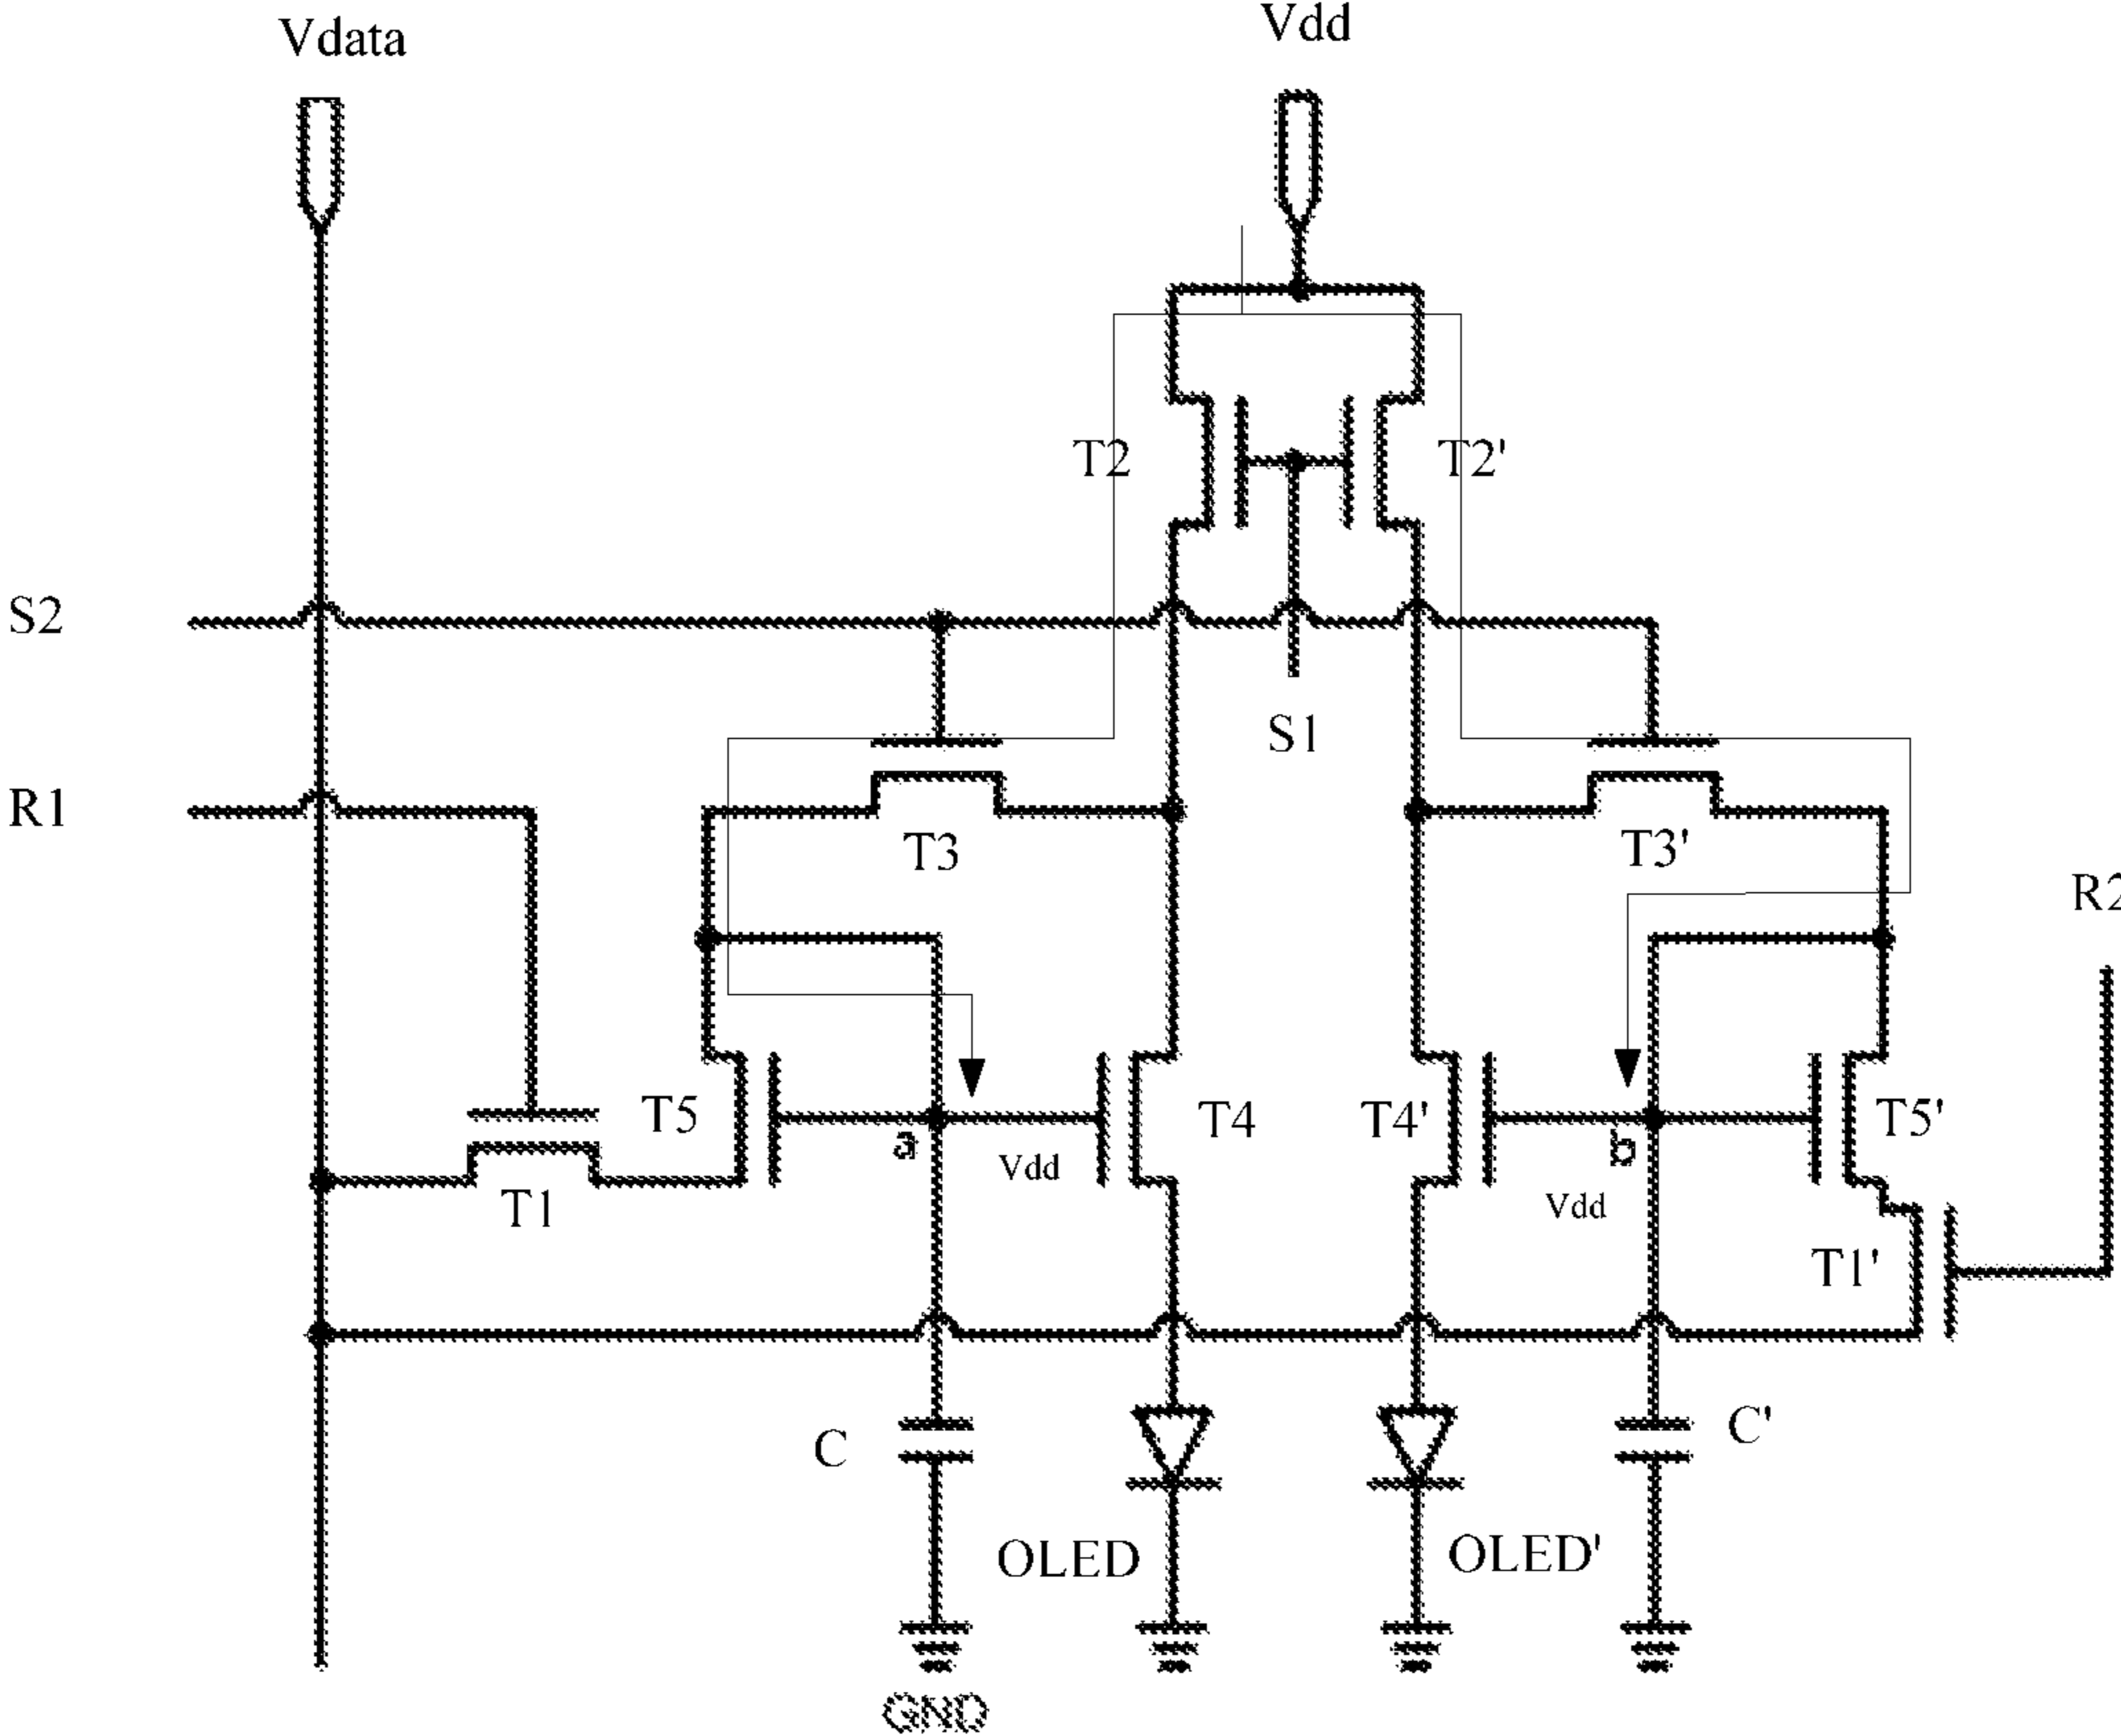 Vdata
Vdd
T2
T2'
S2
S1
R1
T3
T3'
R2
T5
a
Vdd
T4
T4'
b
Vdd
T5'
T1
T1'
C
C'
OLED
OLED'
GND